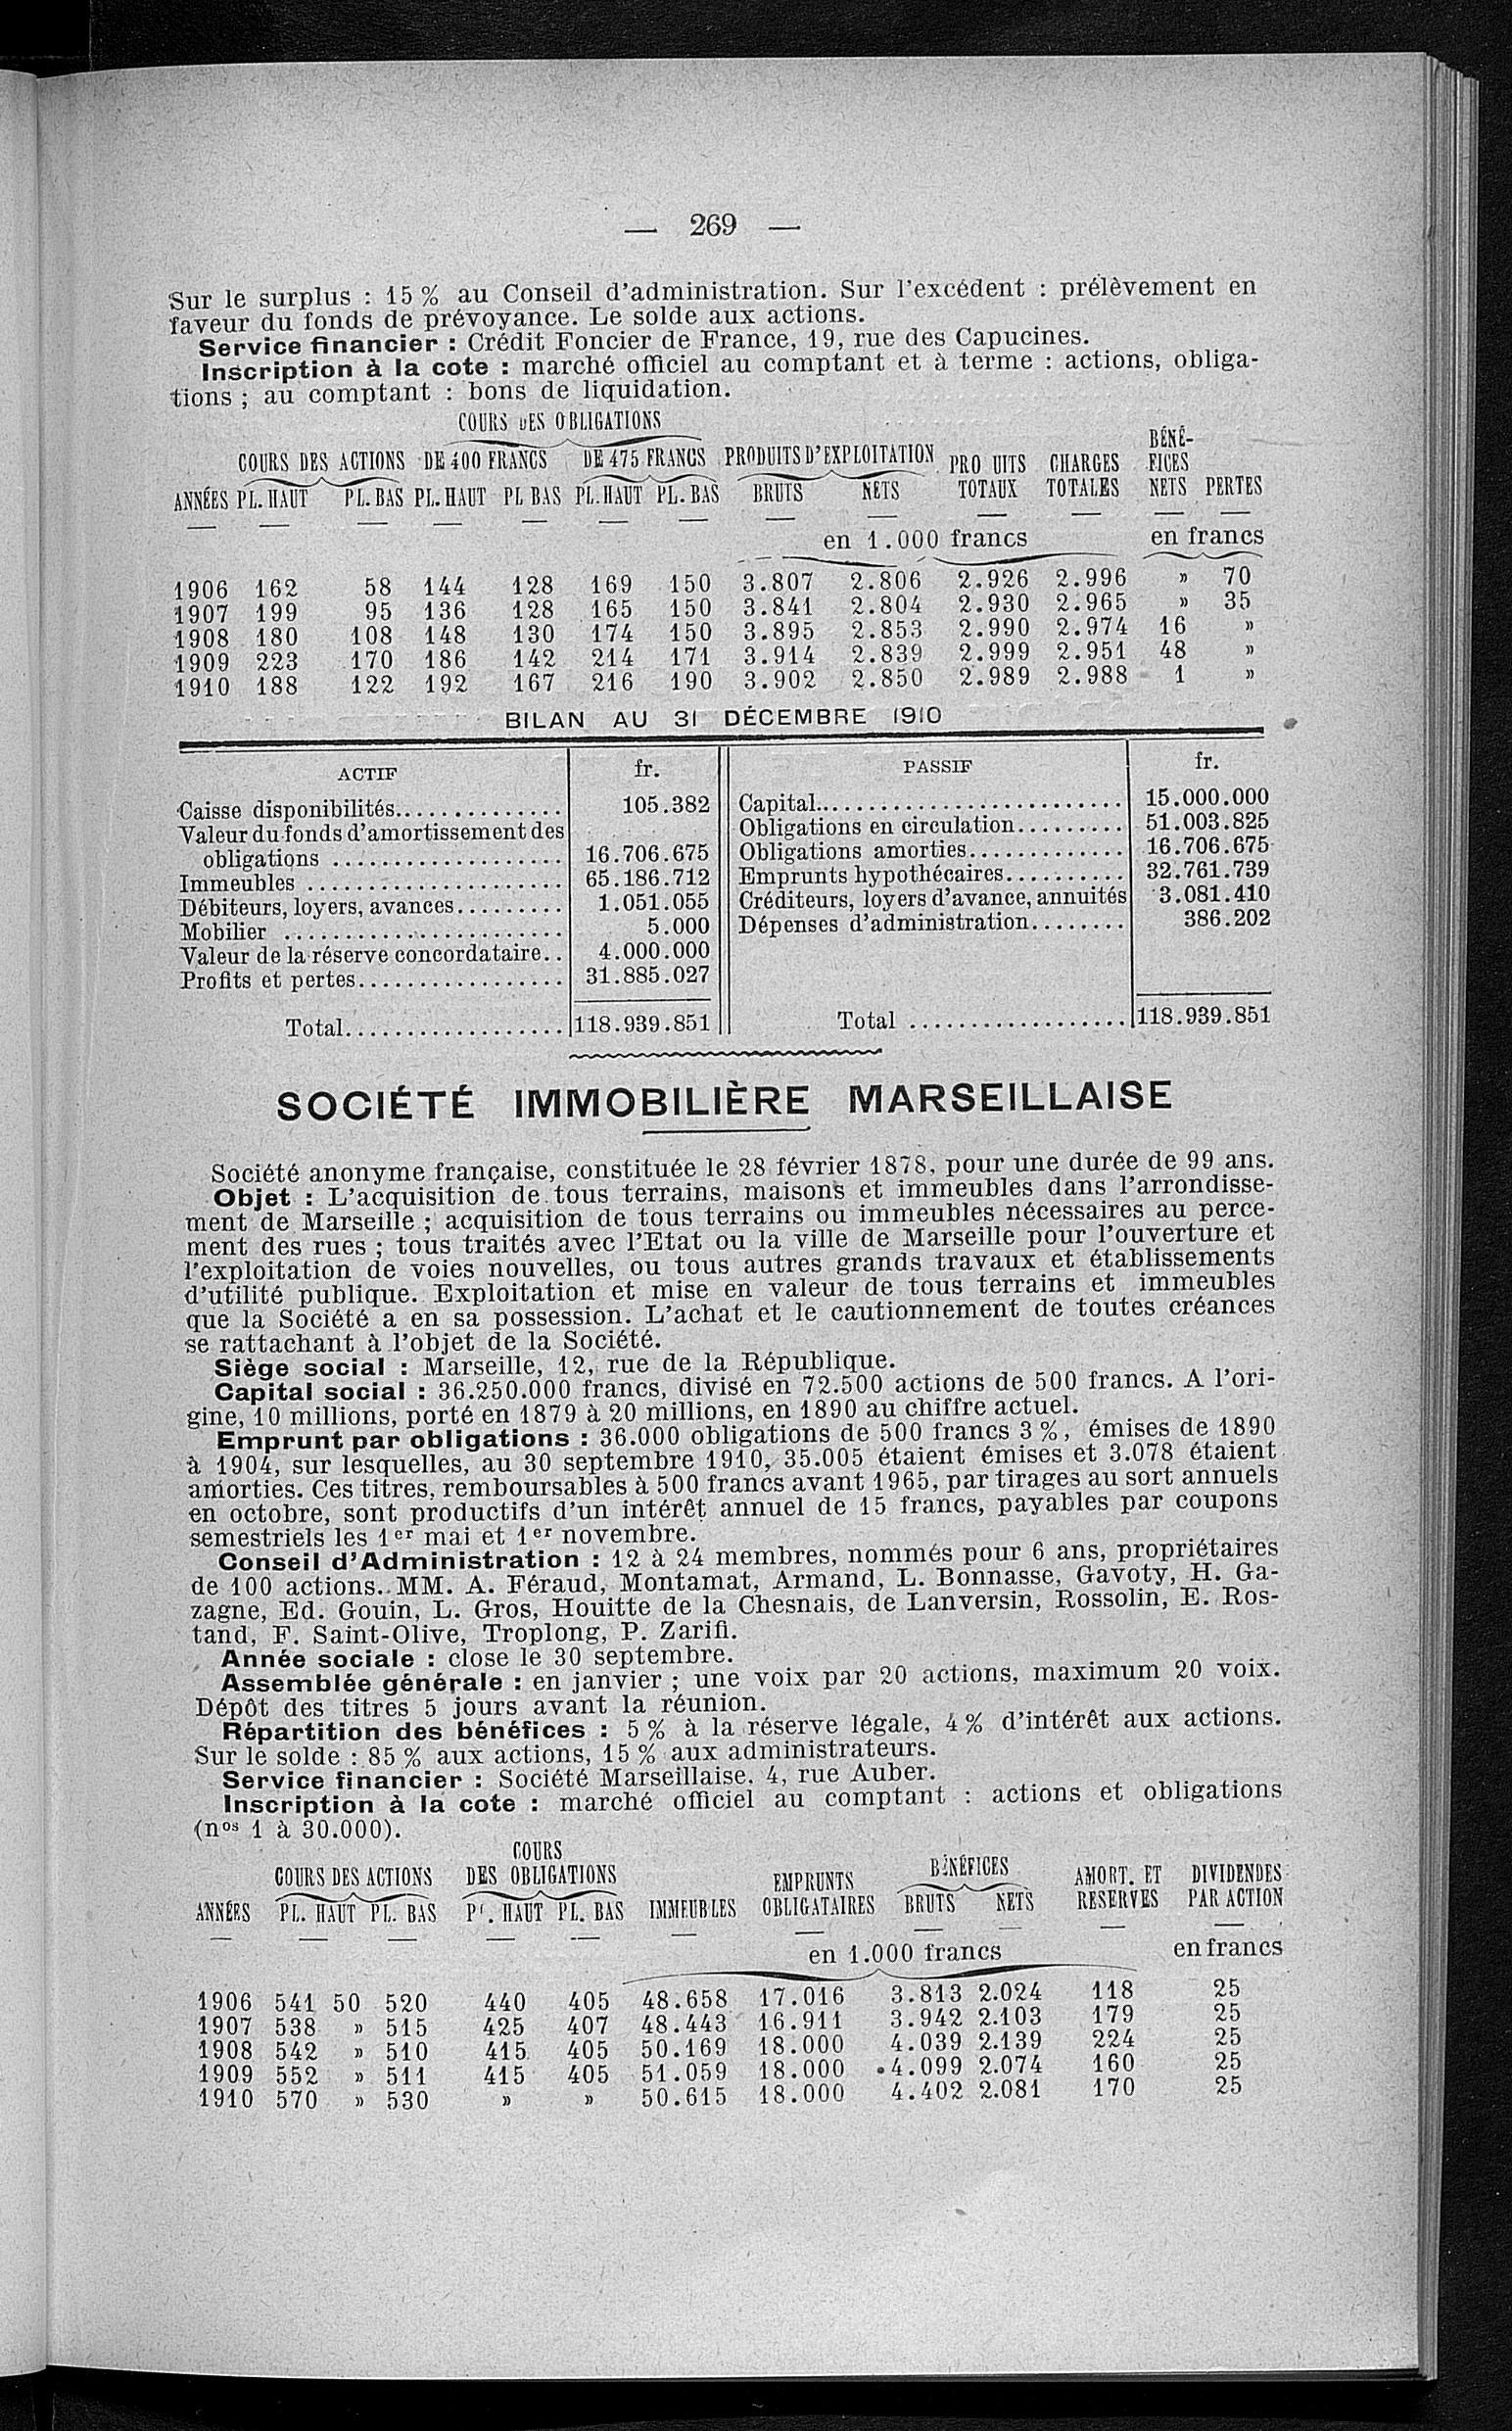 — 269 —
Sur le surplus : 15 % au Conseil d'administration. Sur l'excédent : prélèvement en
faveur du fonds de prévoyance. Le solde aux actions.
Service financier : Crédit Foncier de France, 19, rue des Capucines.
Inscription à la cote : marché officiel au comptant et à terme : actions, obliga-
tions ; au comptant : bons de liquidation.
COURS DES OBLIGATIONS
COURS DES ACTIONS DE 400 FRANCS DE 475 FRANCS PRODUITS D'EXPLOITATION PRO UITS CHARGES BÉNÉ-FICES
ANNÉES PL. HAUT PL. BAS PL. HAUT PL BAS PL. HAUT PL. BAS BRUTS NETS TOTAUX TOTALES NETS PERTES
en 1.000 francs en francs
1906 162 58 144 128 169 150 3.807 2.806 2.926 2.996 » 70
1907 199 95 136 128 165 150 3.841 2.804 2.930 2.965 » 35
1908 180 108 148 130 174 150 3.895 2.853 2.990 2.974 16 »
1909 223 170 186 142 214 171 3.914 2.839 2.999 2.951 48 »
1910 188 122 192 167 216 190 3.902 2.850 2.989 2.988 1 »
BILAN AU 31 DÉCEMBRE 1910
ACTIF fr. PASSIF fr.
Caisse disponibilités.............. 105.382 Capital......................... 15.000.000
Valeur du fonds d'amortissement des Obligations en circulation......... 51.003.825
obligations ................... 16.706.675 Obligations amorties............. 16.706.675
Immeubles ..................... 65.186.712 Emprunts hypothécaires.......... 32.761.739
Débiteurs, loyers, avances......... 1.051.055 Créditeurs, loyers d'avance, annuités 3.081.410
Mobilier ....................... 5.000 Dépenses d'administration........ 386.202
Valeur de la réserve concordataire.. 4.000.000
Profits et pertes................. 31.885.027
Total.................. 118.939.851 Total .................. 118.939.851
SOCIÉTÉ IMMOBILIÈRE MARSEILLAISE
Société anonyme française, constituée le 28 février 1878, pour une durée de 99 ans.
Objet : L'acquisition de tous terrains, maisons et immeubles dans l'arrondisse-
ment de Marseille ; acquisition de tous terrains ou immeubles nécessaires au perce-
ment des rues ; tous traités avec l'Etat ou la ville de Marseille pour l'ouverture et
l'exploitation de voies nouvelles, ou tous autres grands travaux et établissements
d'utilité publique. Exploitation et mise en valeur de tous terrains et immeubles
que la Société a en sa possession. L'achat et le cautionnement de toutes créances
se rattachant à l'objet de la Société.
Siège social : Marseille, 12, rue de la République.
Capital social : 36.250.000 francs, divisé en 72.500 actions de 500 francs. A l'ori-
gine, 10 millions, porté en 1879 à 20 millions, en 1890 au chiffre actuel.
Emprunt par obligations : 36.000 obligations de 500 francs 3 %, émises de 1890
à 1904, sur lesquelles, au 30 septembre 1910, 35.005 étaient émises et 3.078 étaient
amorties. Ces titres, remboursables à 500 francs avant 1965, par tirages au sort annuels
en octobre, sont productifs d'un intérêt annuel de 15 francs, payables par coupons
semestriels les 1er mai et 1er novembre.
Conseil d'Administration : 12 à 24 membres, nommés pour 6 ans, propriétaires
de 100 actions. MM. A. Féraud, Montamat, Armand, L. Bonnasse, Gavoty, H. Ga-
zagne, Ed. Gouin, L. Gros, Houitte de la Chesnais, de Lanversin, Rossolin, E. Ros-
tand, F. Saint-Olive, Troplong, P. Zarifi.
Année sociale : close le 30 septembre.
Assemblée générale : en janvier ; une voix par 20 actions, maximum 20 voix.
Dépôt des titres 5 jours avant la réunion.
Répartition des bénéfices : 5 % à la réserve légale, 4 % d'intérêt aux actions.
Sur le solde : 85 % aux actions, 15 % aux administrateurs.
Service financier : Société Marseillaise. 4, rue Auber.
Inscription à la cote : marché officiel au comptant : actions et obligations
(nos 1 à 30.000).
COURS DES ACTIONS COURS DES OBLIGATIONS EMPRUNTS BÉNÉFICES AMORT. ET DIVIDENDES
ANNÉES PL. HAUT PL. BAS P. HAUT PL. BAS IMMEUBLES OBLIGATAIRES BRUTS NETS RESERVES PAR ACTION
en 1.000 francs en francs
1906 541 50 520 440 405 48.658 17.016 3.813 2.024 118 25
1907 538 » 515 425 407 48.443 16.911 3.942 2.103 179 25
1908 542 » 510 415 405 50.169 18.000 4.039 2.139 224 25
1909 552 » 511 415 405 51.059 18.000 4.099 2.074 160 25
1910 570 » 530 » » 50.615 18.000 4.402 2.081 170 25